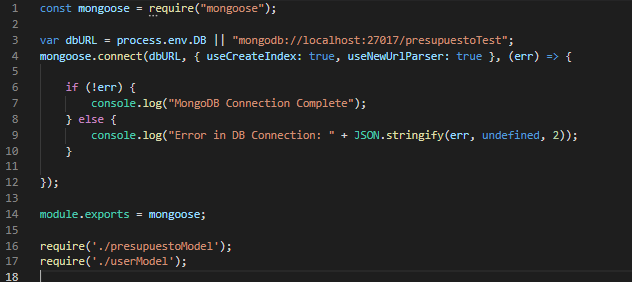 1 const mongoose = require("mongoose");
2
3 var dbURL = process.env.DB || "mongodb://localhost:27017/presupuestoTest";
4 mongoose.connect(dbURL, { useCreateIndex: true, useNewUrlParser: true }, (err) => {
5
6     if (!err) {
7         console.log("MongoDB Connection Complete");
8     } else {
9         console.log("Error in DB Connection: " + JSON.stringify(err, undefined, 2));
10     }
11
12 });
13
14 module.exports = mongoose;
15
16 require('./presupuestoModel');
17 require('./userModel');
18